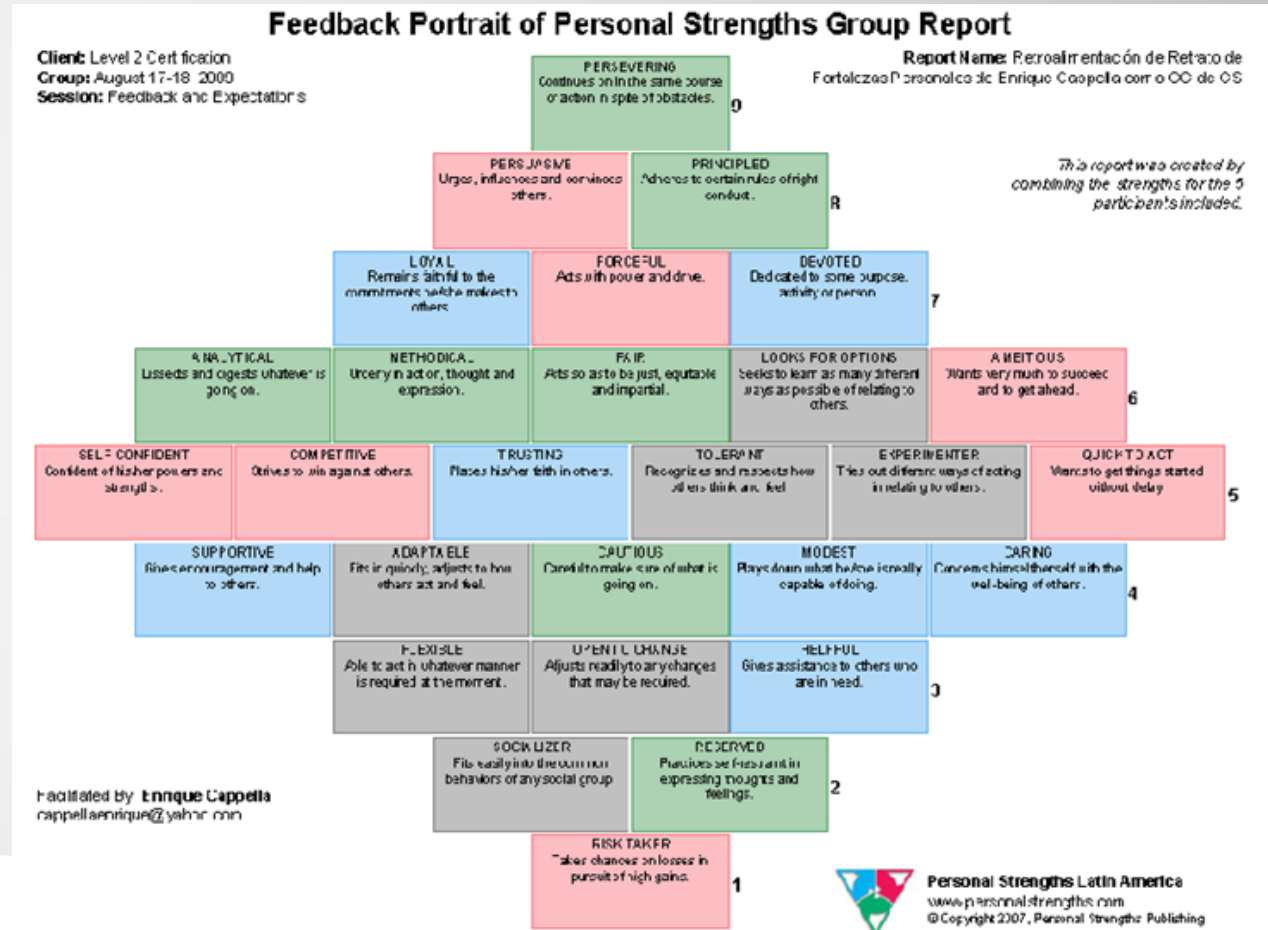 Feedback Portrait of Personal Strengths Group Report
Client: Level 2 Certification
Group: August 17-18, 2009
Session: Feedback and Expectations
Report Name: Retroalimentación de Retrato de
Fortalezas Personales de Enrique Cappella como OC de OS
This report was created by
combining the strengths for the
participants included.
PERSEVERING
Continues on in the same course
of action in spite of obstacles.
9
PERSUASIVE
Urges, influences and convinces
others.
PRINCIPLED
Adheres to certain rules of right
conduct.
8
LOYAL
Remains faithful to the
commitments he/she makes to
others
FORCEFUL
Acts with power and drive.
DEVOTED
Dedicated to some purpose,
activity or person
7
ANALYTICAL
Dissects and digests whatever is
going on.
METHODICAL
Orderly in action, thought and
expression.
FAIR
Acts so as to be just, equitable
and impartial.
LOOKS FOR OPTIONS
Seeks to learn as many different
ways as possible of relating to
others.
AMBITIOUS
Wants very much to succeed
and to get ahead.
6
SELF CONFIDENT
Confident of his/her powers and
strengths.
COMPETITIVE
Strives to win against others.
TRUSTING
Places his/her faith in others.
TOLERANT
Recognizes and respects how
others think and feel
EXPERIMENTER
Tries out different ways of acting
in relating to others.
QUICK TO ACT
Wants to get things started
without delay
5
SUPPORTIVE
Gives encouragement and help
to others.
ADAPTABLE
Fits in quickly, adjusts to how
others act and feel.
CAUTIOUS
Careful to make sure of what is
going on.
MODEST
Plays down what he/she is really
capable of doing.
CARING
Concerns himself/herself with the
well-being of others.
4
FLEXIBLE
Able to act in whatever manner
is required at the moment.
OPEN TO CHANGE
Adjusts readily to any changes
that may be required.
HELPFUL
Gives assistance to others who
are in need.
3
SOCIALIZER
Fits easily into the common
behaviors of any social group
RESERVED
Practices self-restraint in
expressing thoughts and
feelings.
2
RISK TAKER
Takes chances on losses in
pursuit of high gains.
1
Facilitated By Enrique Cappella
cappellaenrique@yahoo.com
Personal Strengths Latin America
www.personalstrengths.com
© Copyright 2007, Personal Strengths Publishing